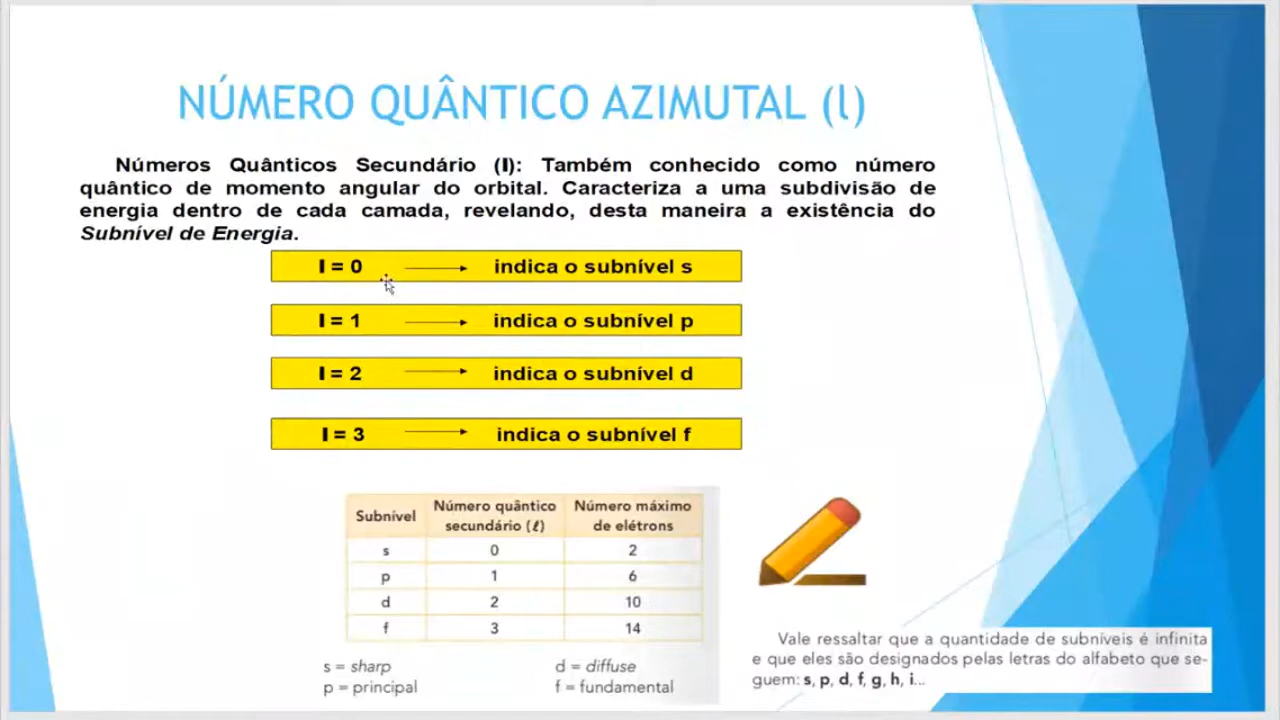 NÚMERO QUÂNTICO AZIMUTAL (l)
Números Quânticos Secundário (l): Também conhecido como número
quântico de momento angular do orbital. Caracteriza a uma subdivisão de
energia dentro de cada camada, revelando, desta maneira a existência do
Subnível de Energia.
l = 0 → indica o subnível s
l = 1 → indica o subnível p
l = 2 → indica o subnível d
l = 3 → indica o subnível f
Subnível Número quântico secundário (ℓ) Número máximo de elétrons
s 0 2
p 1 6
d 2 10
f 3 14
s = sharp d = diffuse
p = principal f = fundamental
Vale ressaltar que a quantidade de subníveis é infinita
e que eles são designados pelas letras do alfabeto que se-
guem: s, p, d, f, g, h, i...